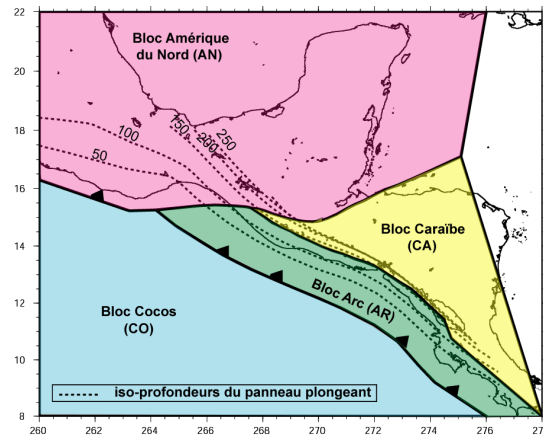 22
20
18
16
14
12
10
8
Bloc Amérique
du Nord (AN)
100
50
150
200
250
Bloc Caraïbe
(CA)
Bloc Arc (AR)
Bloc Cocos
(CO)
iso-profondeurs du panneau plongeant
260 262 264 266 268 270 272 274 276 27